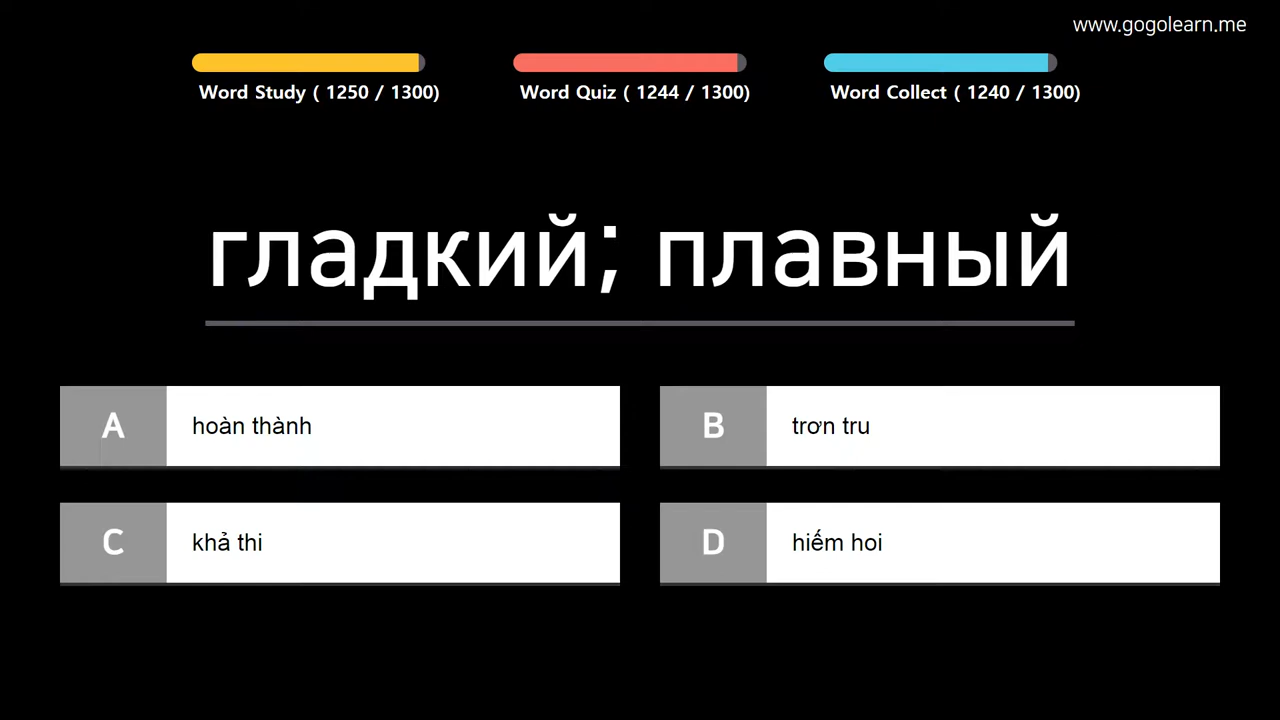 www.gogolearn.me
Word Study ( 1250 / 1300)
Word Quiz ( 1244 / 1300)
Word Collect ( 1240 / 1300)
гладкий; плавный
A hoàn thành
B trơn tru
C khả thi
D hiếm hoi